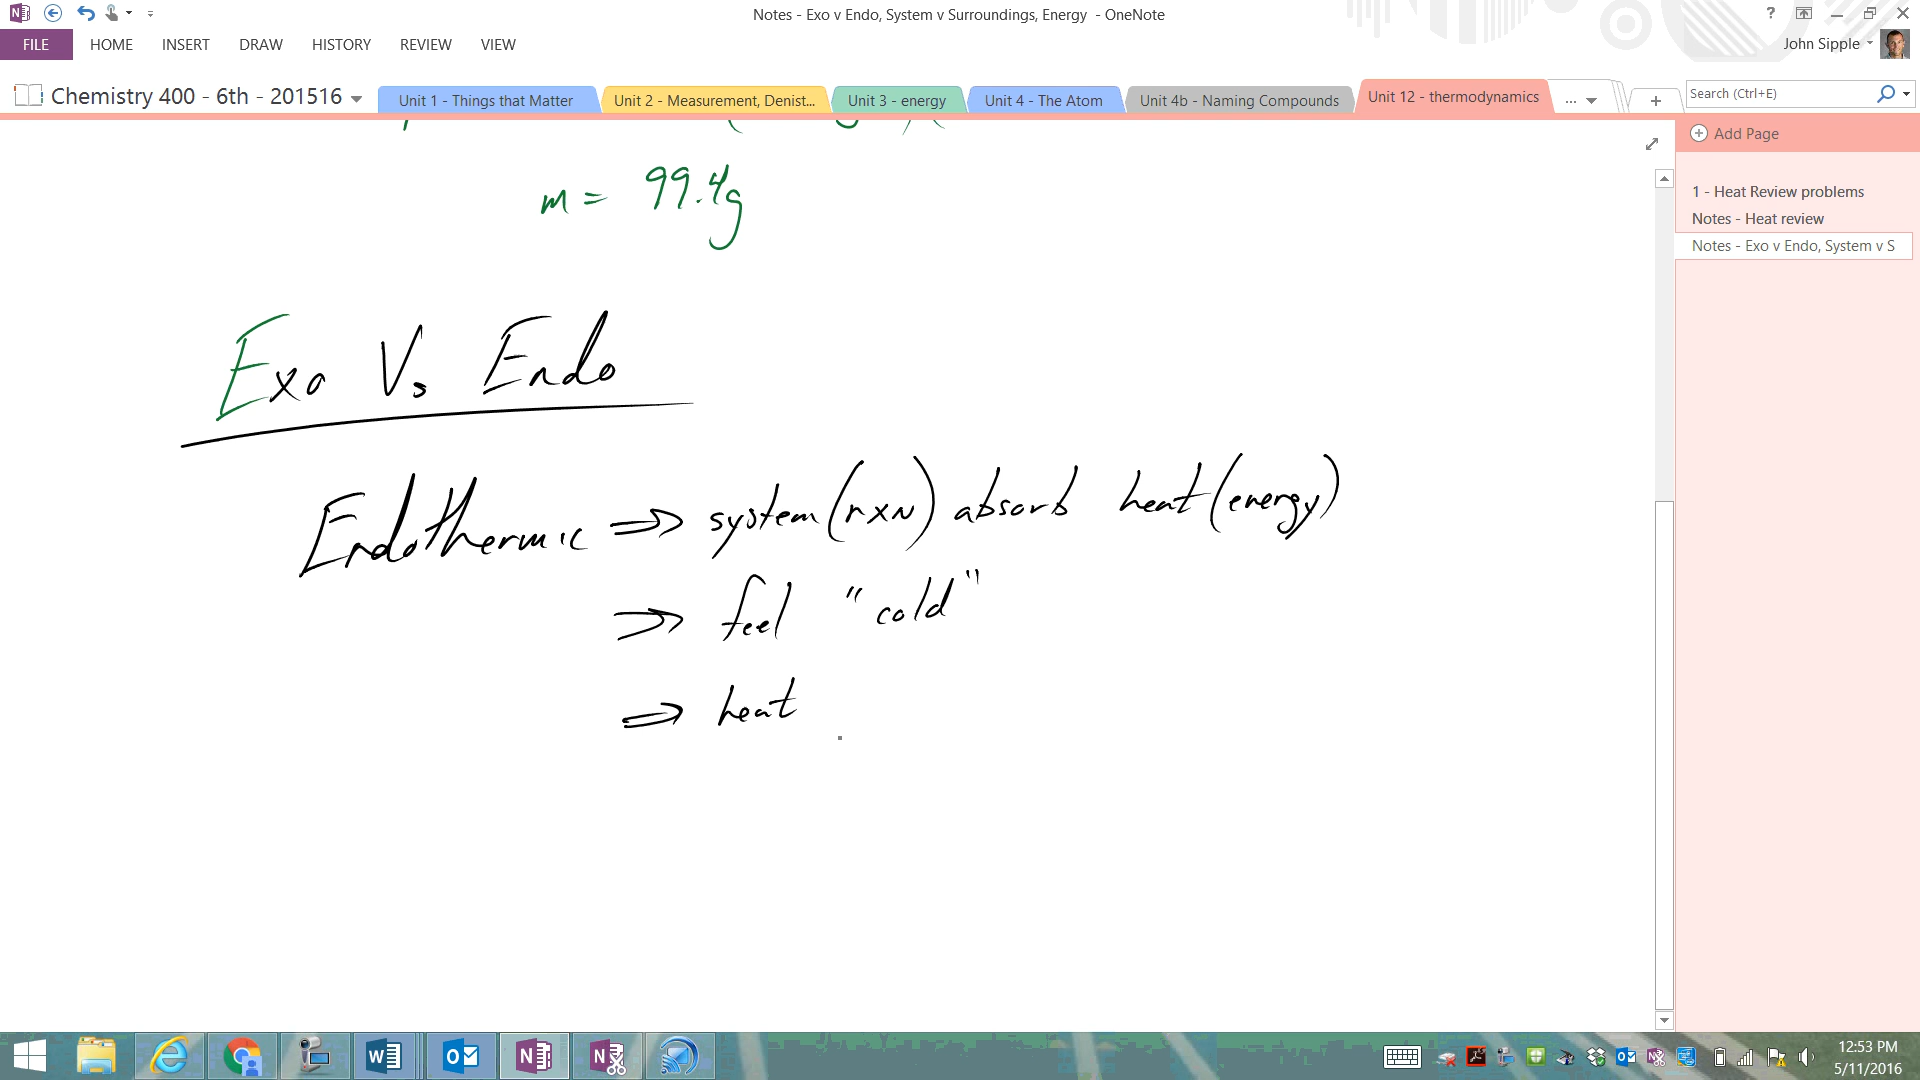 Notes - Exo v Endo, System v Surroundings, Energy - OneNote
?
FILE HOME INSERT DRAW HISTORY REVIEW VIEW
John Sipple
Chemistry 400 - 6th - 201516
Unit 1 - Things that Matter
Unit 2 - Measurement, Denist...
Unit 3 - energy
Unit 4 - The Atom
Unit 4b - Naming Compounds
Unit 12 - thermodynamics
...
Search (Ctrl+E)
Add Page
1 - Heat Review problems
Notes - Heat review
Notes - Exo v Endo, System v S
m = 99.4g
Exo Vs Endo
Endothermic ⇒ system (rxn) absorb heat (energy)
⇒ feel "cold"
⇒ heat
12:53 PM
5/11/2016